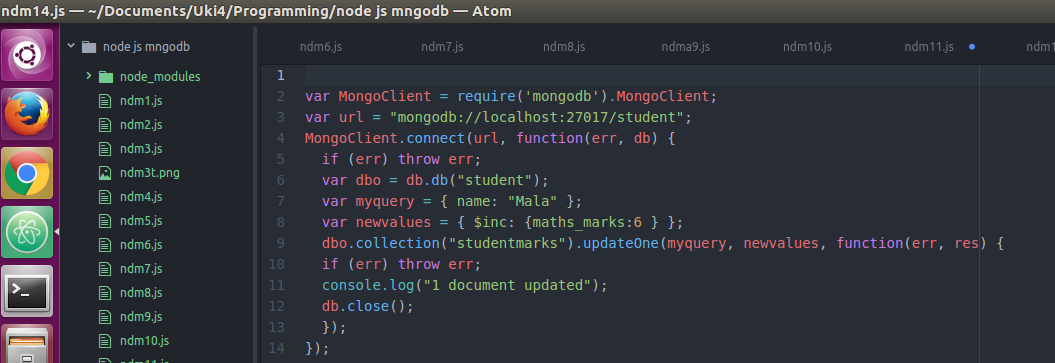 ndm14.js — ~/Documents/Uki4/Programming/node js mngodb — Atom
node js mngodb
node_modules
ndm1.js
ndm2.js
ndm3.js
ndm3t.png
ndm4.js
ndm5.js
ndm6.js
ndm7.js
ndm8.js
ndm9.js
ndm10.js
ndm11.js
ndm6.js ndm7.js ndm8.js ndma9.js ndm10.js ndm11.js ndm1
1
2 var MongoClient = require('mongodb').MongoClient;
3 var url = "mongodb://localhost:27017/student";
4 MongoClient.connect(url, function(err, db) {
5 if (err) throw err;
6 var dbo = db.db("student");
7 var myquery = { name: "Mala" };
8 var newvalues = { $inc: {maths_marks:6 } };
9 dbo.collection("studentmarks").updateOne(myquery, newvalues, function(err, res) {
10 if (err) throw err;
11 console.log("1 document updated");
12 db.close();
13 });
14 });